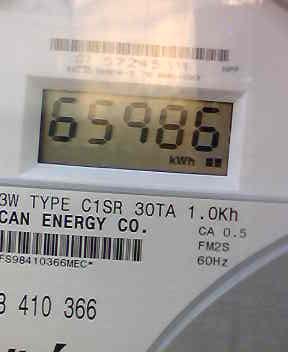 65986
kWh
3W TYPE C1SR 30TA 1.0Kh
CAN ENERGY CO.
CA 0.5
FM2S
FS98410366MEC*
60Hz
3 410 366